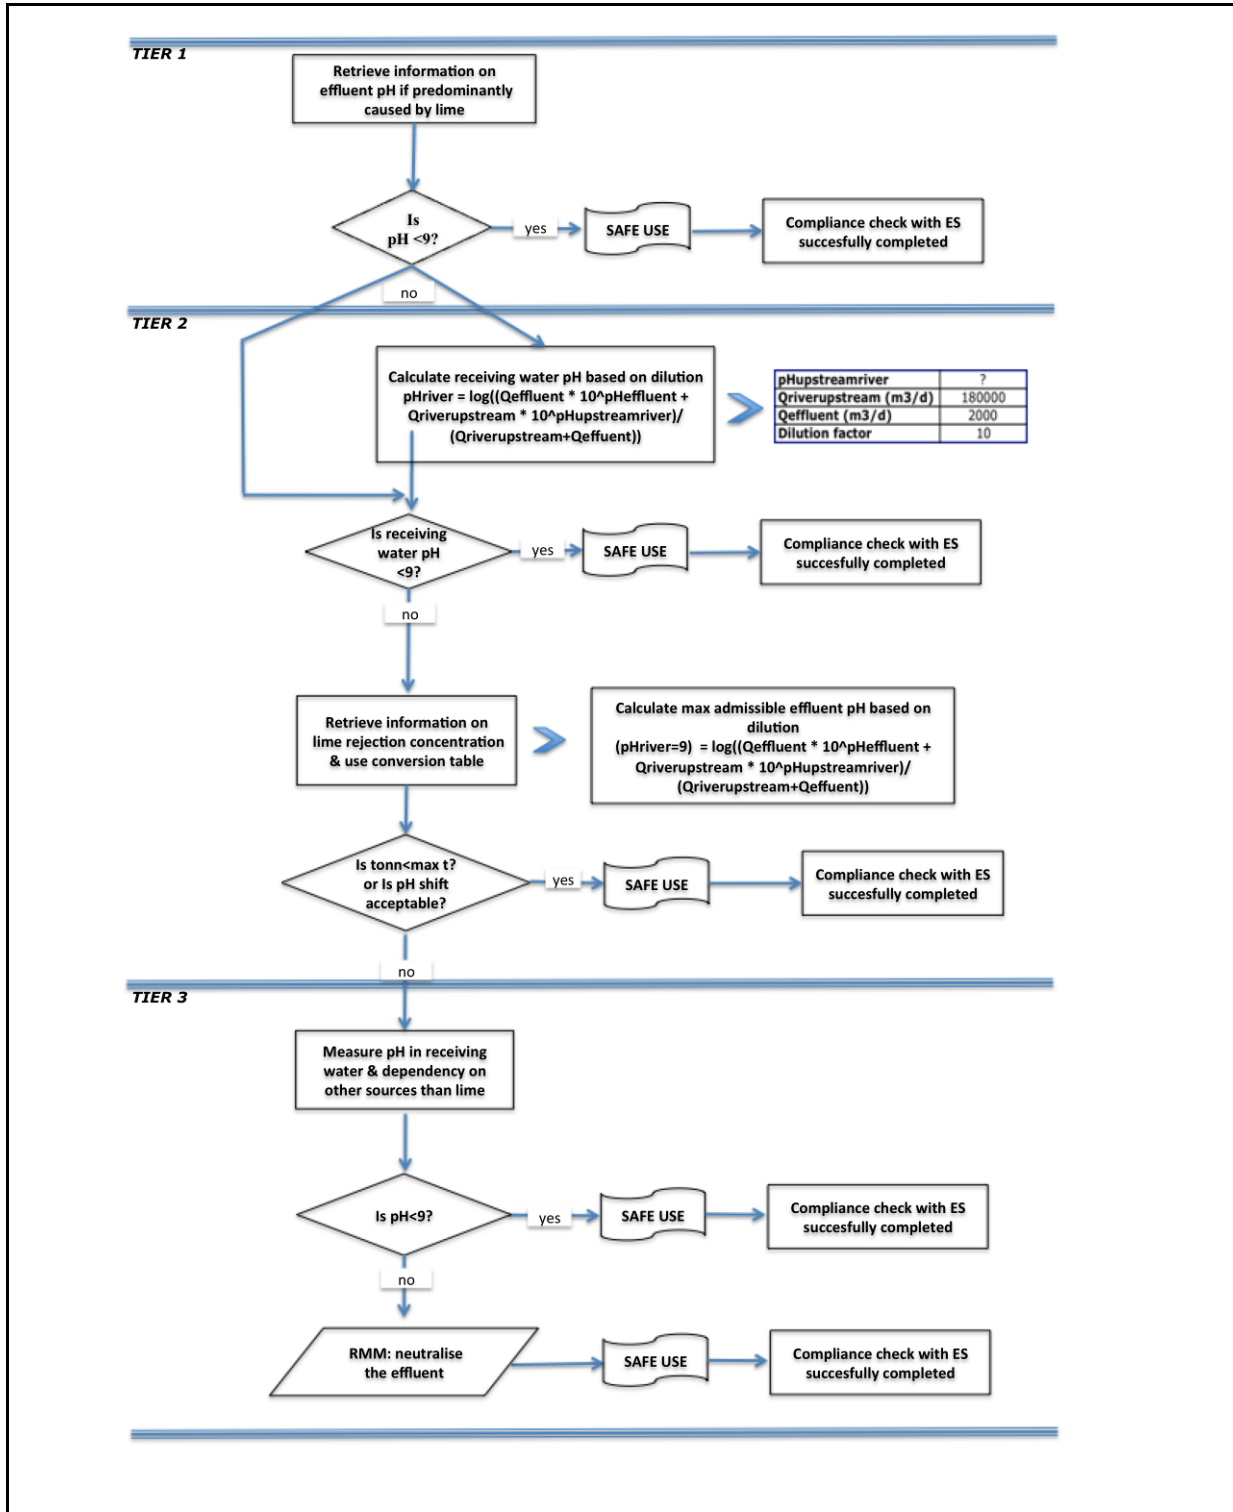 TIER 1
Retrieve information on
effluent pH if predominantly
caused by lime
Is
pH <9?
yes
SAFE USE
Compliance check with ES
succesfully completed
no
TIER 2
Calculate receiving water pH based on dilution
pHriver = log((Qeffluent * 10^pHeffluent +
Qriverupstream * 10^pHupstreamriver)/
(Qriverupstream+Qeffuent))
pHupstreamriver ?
Qriverupstream (m3/d) 180000
Qeffluent (m3/d) 2000
Dilution factor 10
Is receiving
water pH
<9?
yes
SAFE USE
Compliance check with ES
succesfully completed
no
Retrieve information on
lime rejection concentration
& use conversion table
Calculate max admissible effluent pH based on
dilution
(pHriver=9) = log((Qeffluent * 10^pHeffluent +
Qriverupstream * 10^pHupstreamriver)/
(Qriverupstream+Qeffuent))
Is tonn<max t?
or Is pH shift
acceptable?
yes
SAFE USE
Compliance check with ES
succesfully completed
no
TIER 3
Measure pH in receiving
water & dependency on
other sources than lime
Is pH<9?
yes
SAFE USE
Compliance check with ES
succesfully completed
no
RMM: neutralise
the effluent
SAFE USE
Compliance check with ES
succesfully completed